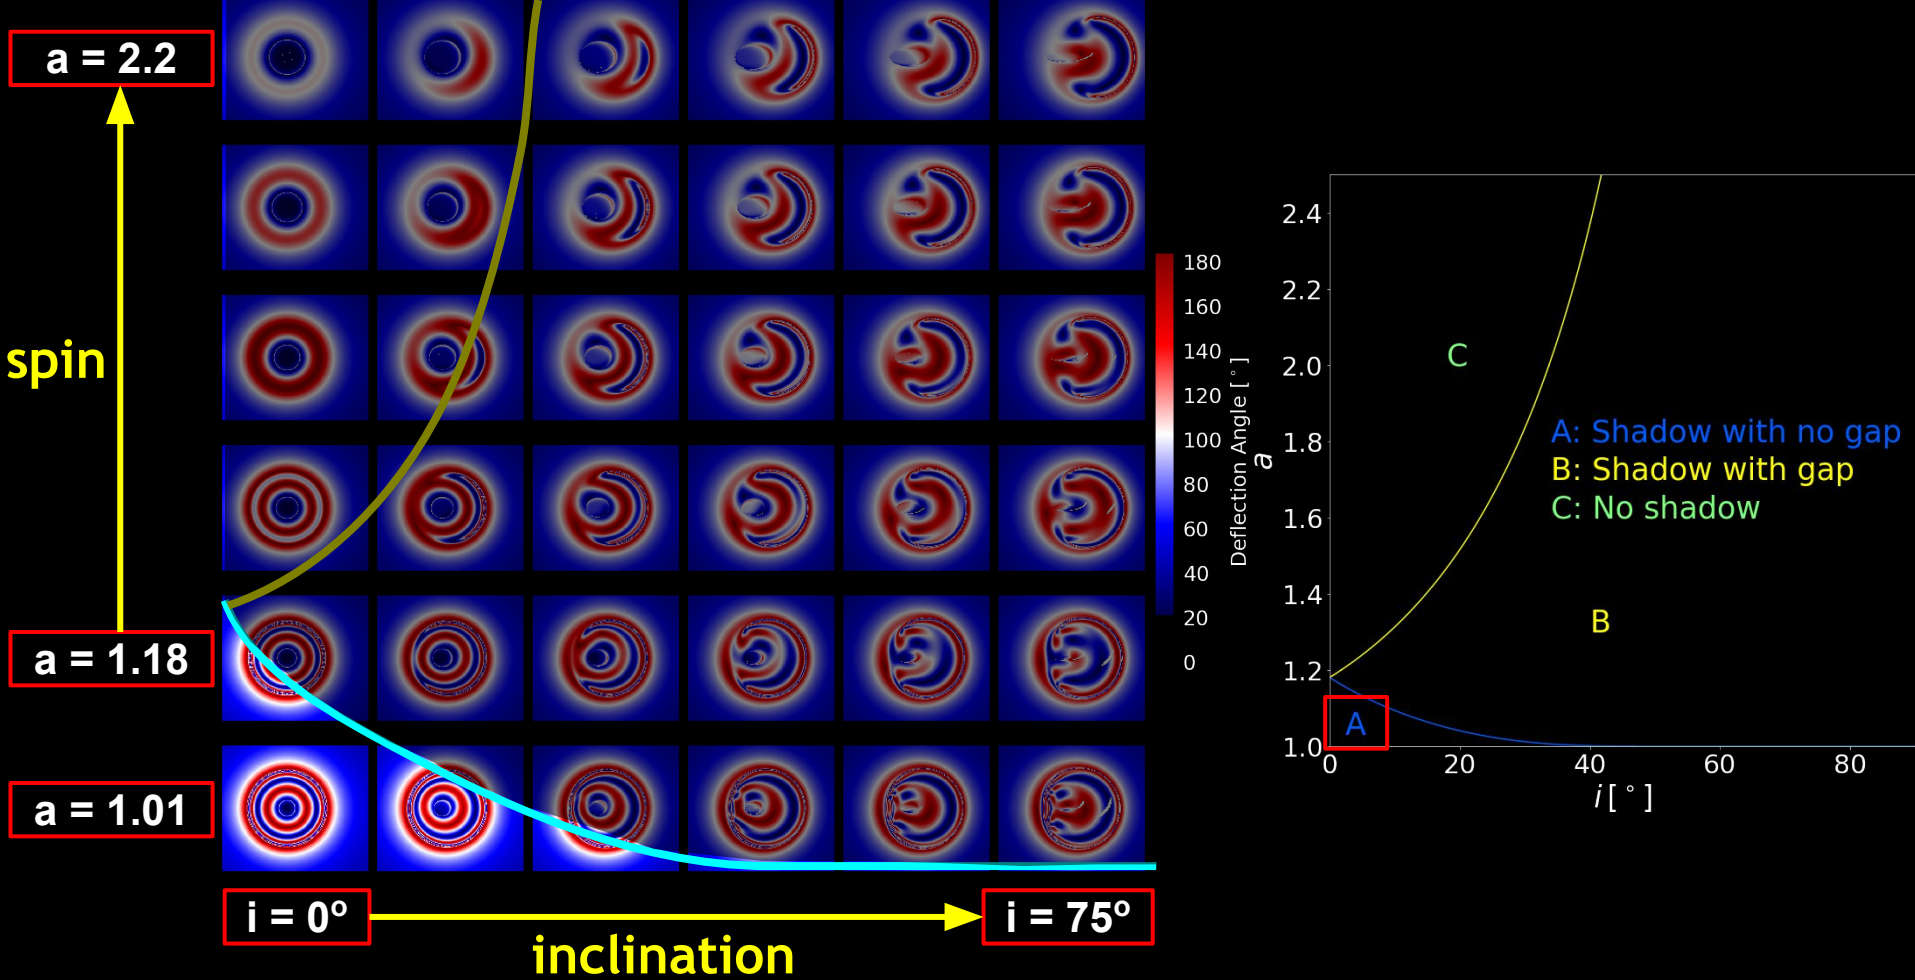 a = 2.2
spin
a = 1.18
a = 1.01
i = 0º
i = 75º
inclination
180
160
140
120
100
80
60
40
20
0
Deflection Angle [°]
a
2.4
2.2
2.0
1.8
1.6
1.4
1.2
1.0
0
20
40
60
80
i [°]
C
A: Shadow with no gap
B: Shadow with gap
C: No shadow
B
A